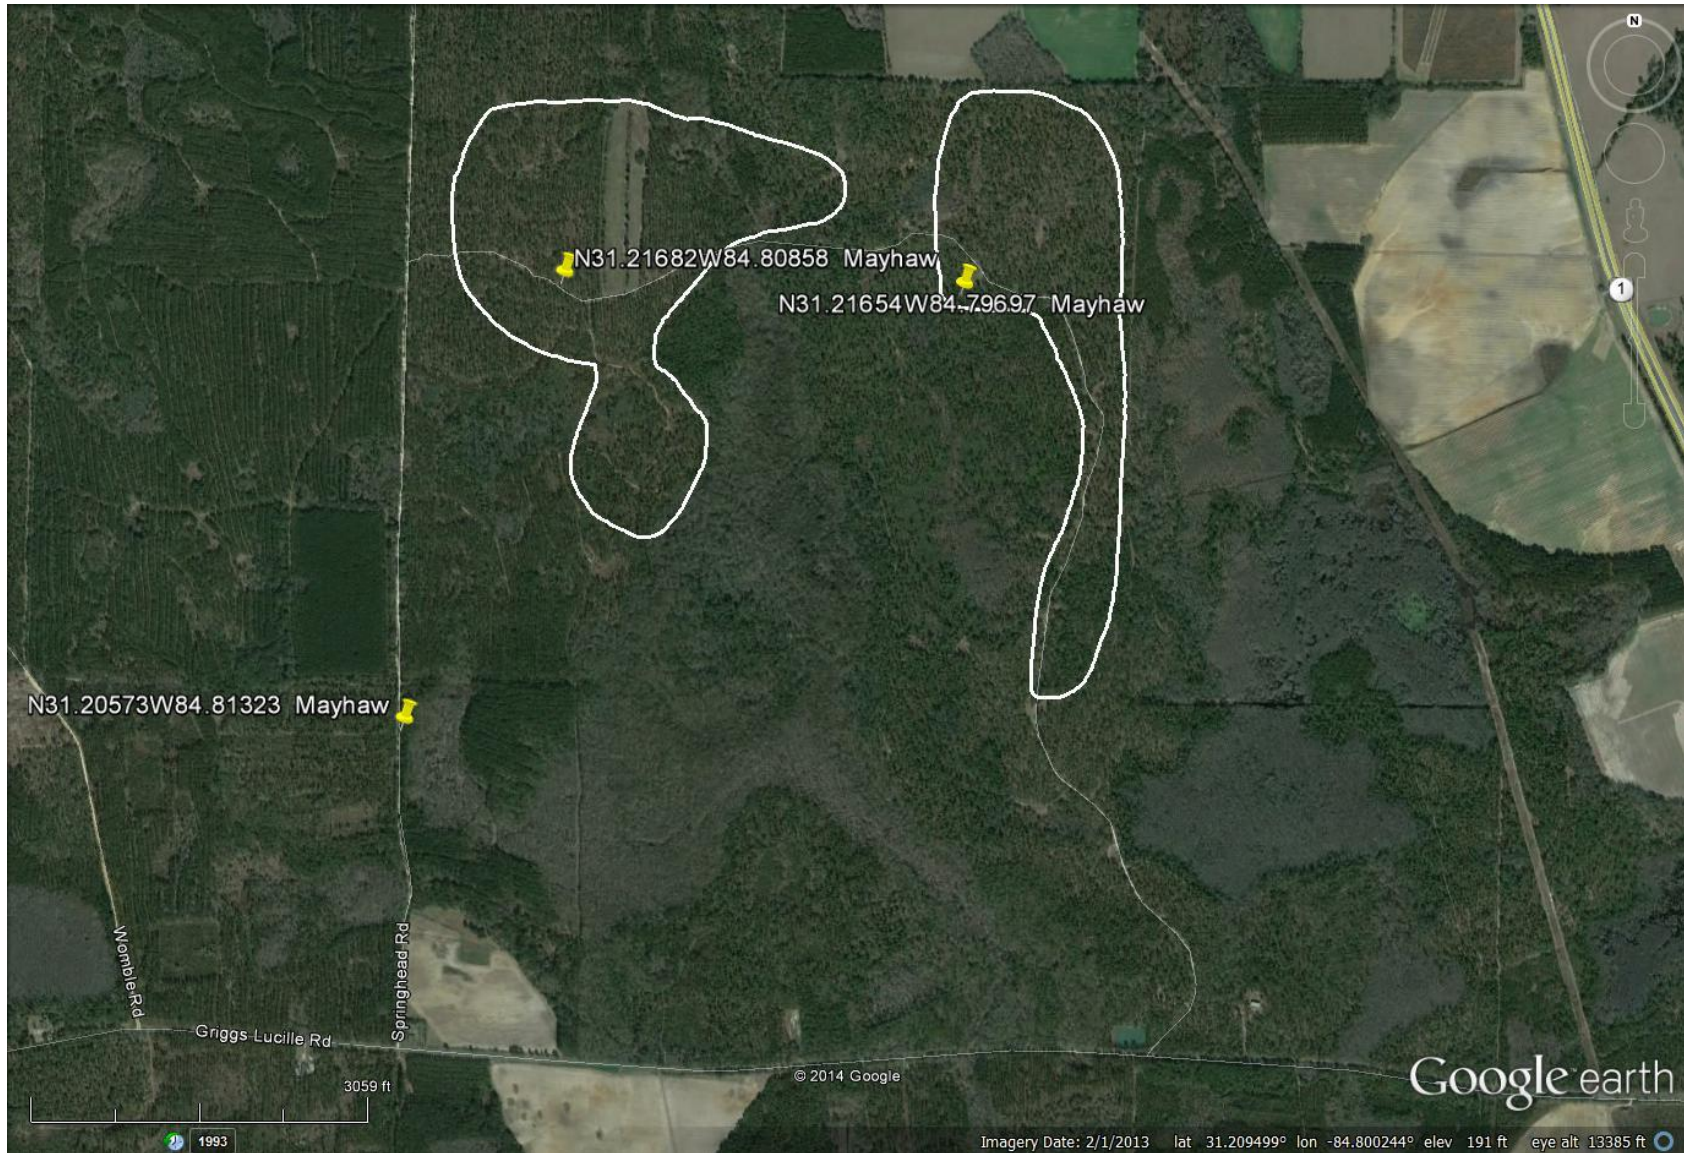 N
N31.21682W84.80858 Mayhaw
1
N31.21654W84.79697 Mayhaw
N31.20573W84.81323 Mayhaw
Womble Rd
Springhead Rd
Griggs Lucille Rd
3059 ft
© 2014 Google
Google earth
1993
Imagery Date: 2/1/2013 lat 31.209499° lon -84.800244° elev 191 ft eye alt 13385 ft